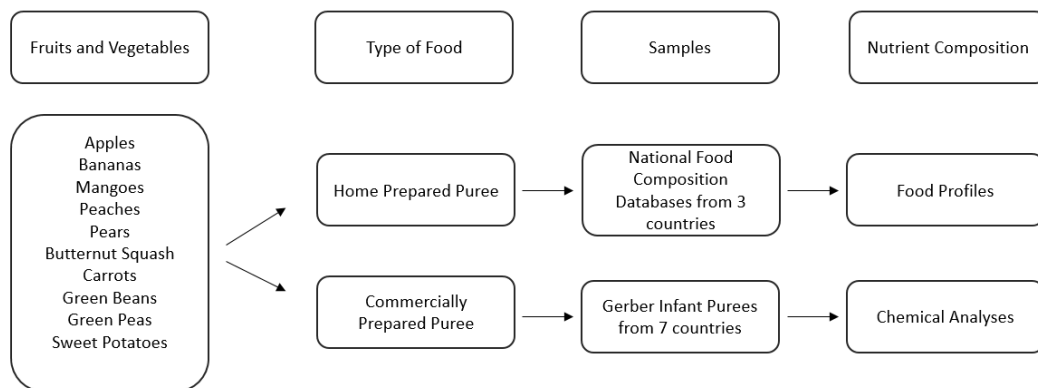 Fruits and Vegetables
Type of Food
Samples
Nutrient Composition
Apples
Bananas
Mangoes
Peaches
Pears
Butternut Squash
Carrots
Green Beans
Green Peas
Sweet Potatoes
Home Prepared Puree
National Food
Composition
Databases from 3
countries
Food Profiles
Commercially
Prepared Puree
Gerber Infant Purees
from 7 countries
Chemical Analyses